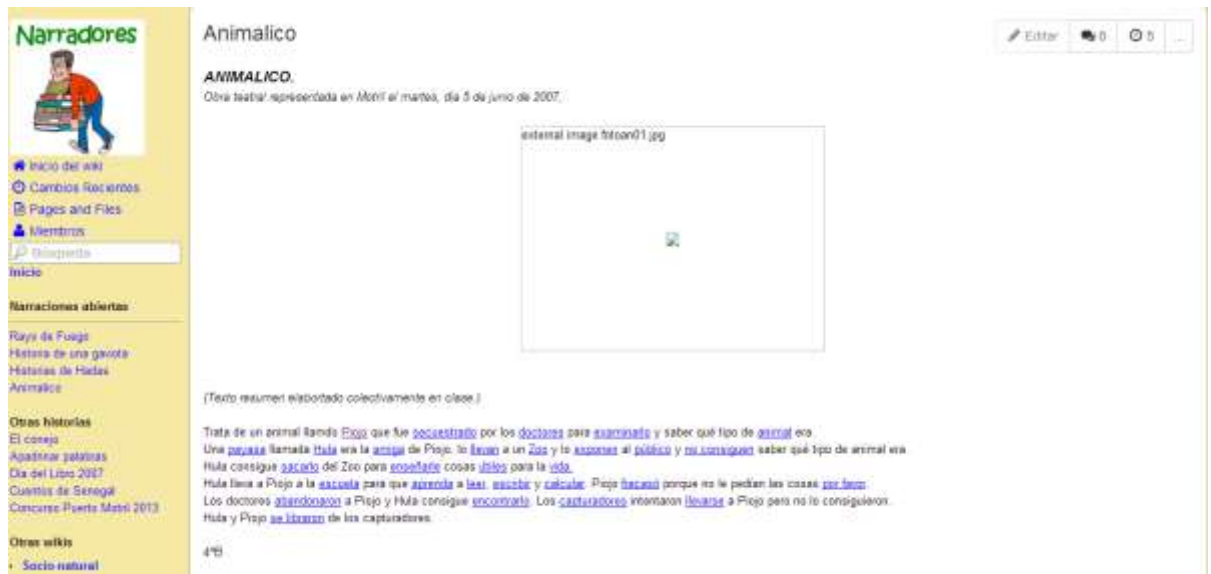 Narradores
Inicio del wiki
Cambios Recientes
Pages and Files
Miembros
Búsqueda
Inicio
Narraciones abiertas
Rayo de Fuego
Historia de una gaviota
Historias de Hadas
Animalico
Otras historias
El conejo
Apadrinar palabras
Dia del Libro 2007
Cuentos de Senegal
Concurso Puerto Motril 2013
Otras wikis
Socio-natural
Animalico
Editar
0
5
...
ANIMALICO.
Obra teatral representada en Motril el martes, día 5 de junio de 2007.
external image fotoan01.jpg
(Texto resumen elaborado colectivamente en clase.)
Trata de un animal llamdo Piojo que fue secuestrado por los doctores para examinarlo y saber qué tipo de animal era.
Una payasa llamada Hula era la amiga de Piojo. lo llevan a un Zoo y lo exponen al público y no consiguen saber qué tipo de animal era
Hula consigue sacarlo del Zoo para enseñarle cosas útiles para la vida.
Hula lleva a Piojo a la escuela para que aprenda a leer, escribir y calcular. Piojo fracasó porque no le pedían las cosas por favor.
Los doctores abandonaron a Piojo y Hula consigue encontrarlo. Los capturadores intentaron llevarse a Piojo pero no lo consiguieron.
Hula y Piojo se libraron de los capturadores.
4ºB